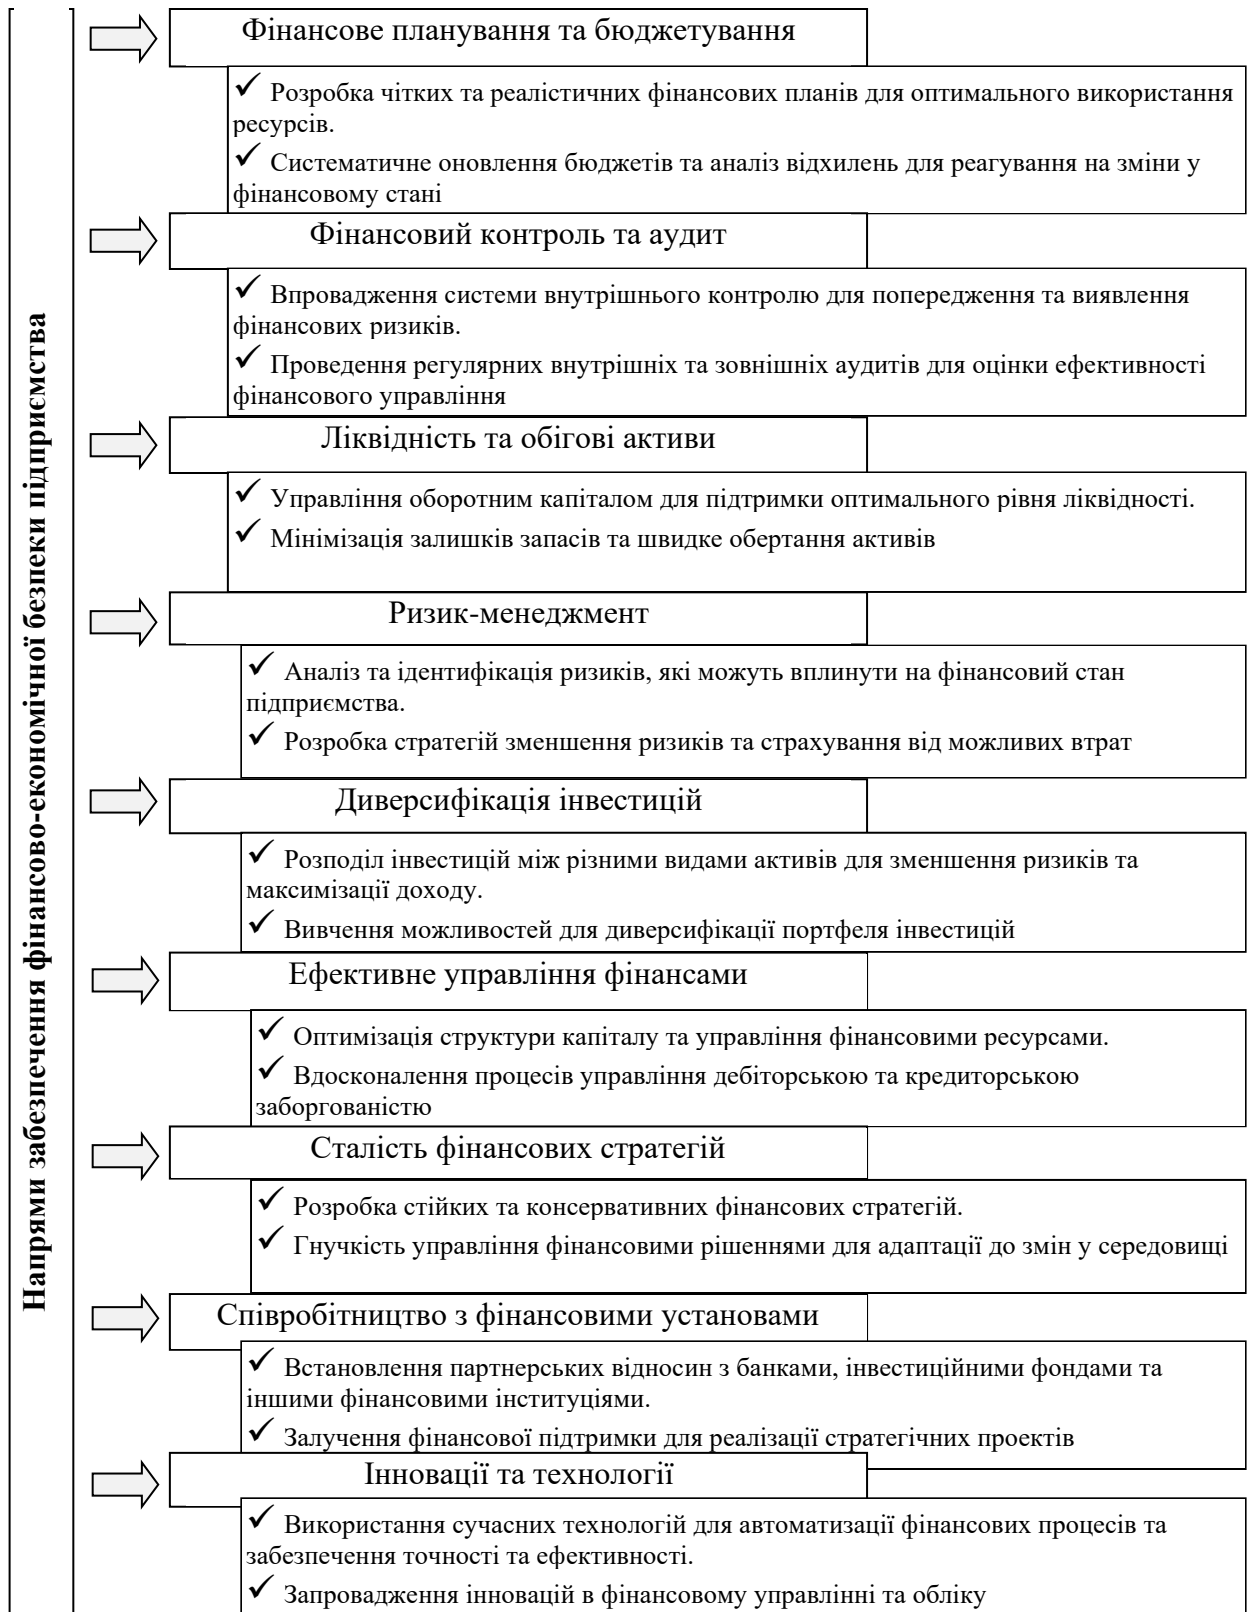 Напрями забезпечення фінансово-економічної безпеки підприємства
Фінансове планування та бюджетування
✓ Розробка чітких та реалістичних фінансових планів для оптимального використання
ресурсів.
✓ Систематичне оновлення бюджетів та аналіз відхилень для реагування на зміни у
фінансовому стані
Фінансовий контроль та аудит
✓ Впровадження системи внутрішнього контролю для попередження та виявлення
фінансових ризиків.
✓ Проведення регулярних внутрішніх та зовнішніх аудитів для оцінки ефективності
фінансового управління
Ліквідність та обігові активи
✓ Управління оборотним капіталом для підтримки оптимального рівня ліквідності.
✓ Мінімізація залишків запасів та швидке обертання активів
Ризик-менеджмент
✓ Аналіз та ідентифікація ризиків, які можуть вплинути на фінансовий стан
підприємства.
✓ Розробка стратегій зменшення ризиків та страхування від можливих втрат
Диверсифікація інвестицій
✓ Розподіл інвестицій між різними видами активів для зменшення ризиків та
максимізації доходу.
✓ Вивчення можливостей для диверсифікації портфеля інвестицій
Ефективне управління фінансами
✓ Оптимізація структури капіталу та управління фінансовими ресурсами.
✓ Вдосконалення процесів управління дебіторською та кредиторською
заборгованістю
Сталість фінансових стратегій
✓ Розробка стійких та консервативних фінансових стратегій.
✓ Гнучкість управління фінансовими рішеннями для адаптації до змін у середовищі
Співробітництво з фінансовими установами
✓ Встановлення партнерських відносин з банками, інвестиційними фондами та
іншими фінансовими інституціями.
✓ Залучення фінансової підтримки для реалізації стратегічних проектів
Інновації та технології
✓ Використання сучасних технологій для автоматизації фінансових процесів та
забезпечення точності та ефективності.
✓ Запровадження інновацій в фінансовому управлінні та обліку